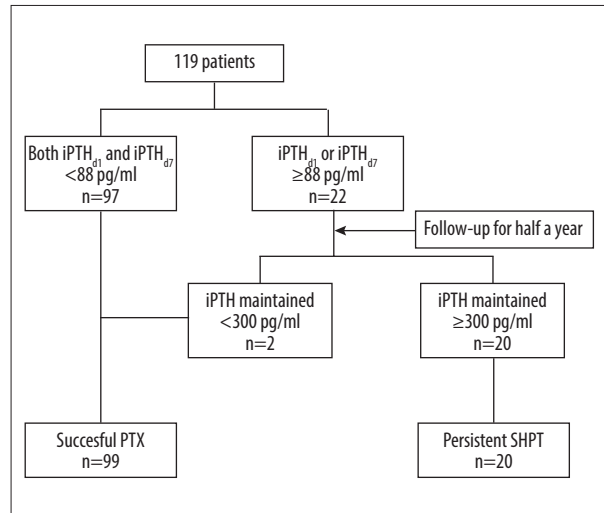 119 patients
Both iPTHd1 and iPTHd7
<88 pg/ml
n=97
iPTHd1 or iPTHd7
≥88 pg/ml
n=22
Follow-up for half a year
iPTH maintained
<300 pg/ml
n=2
iPTH maintained
≥300 pg/ml
n=20
Succesful PTX
n=99
Persistent SHPT
n=20